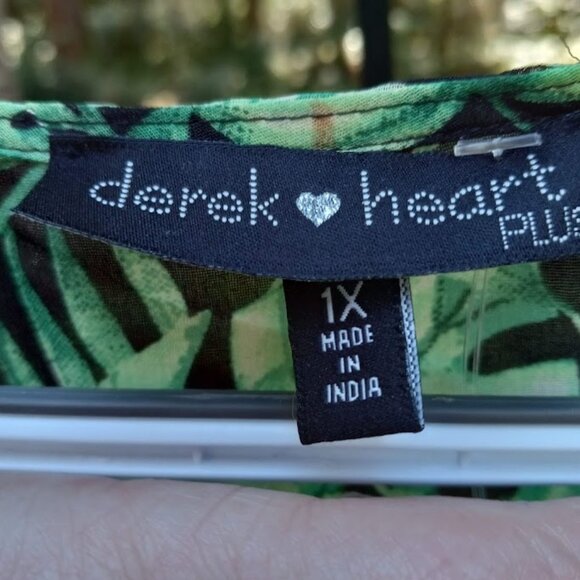 derek heart
PLUS
1X
MADE
IN
INDIA